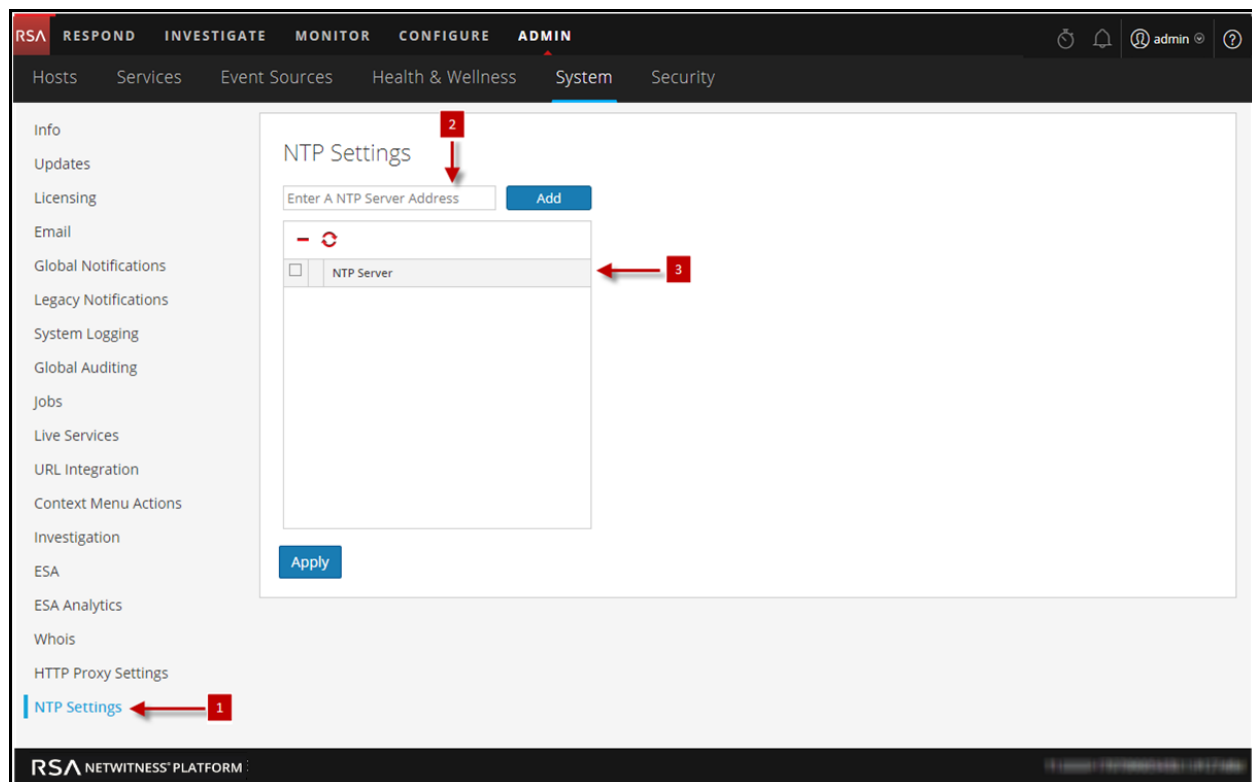 RSA RESPOND INVESTIGATE MONITOR CONFIGURE ADMIN admin ?
Hosts Services Event Sources Health & Wellness System Security
Info
Updates
Licensing
Email
Global Notifications
Legacy Notifications
System Logging
Global Auditing
Jobs
Live Services
URL Integration
Context Menu Actions
Investigation
ESA
ESA Analytics
Whois
HTTP Proxy Settings
NTP Settings
1
2
NTP Settings
Enter A NTP Server Address
Add
NTP Server
3
Apply
RSA NETWITNESS® PLATFORM